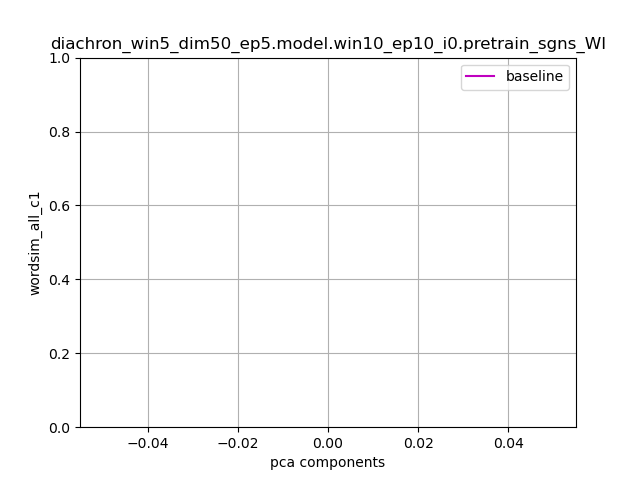 diachron_win5_dim50_ep5.model.win10_ep10_i0.pretrain_sgns_WI
baseline
1.0
0.8
0.6
0.4
0.2
0.0
wordsim_all_c1
−0.04
−0.02
0.00
0.02
0.04
pca components